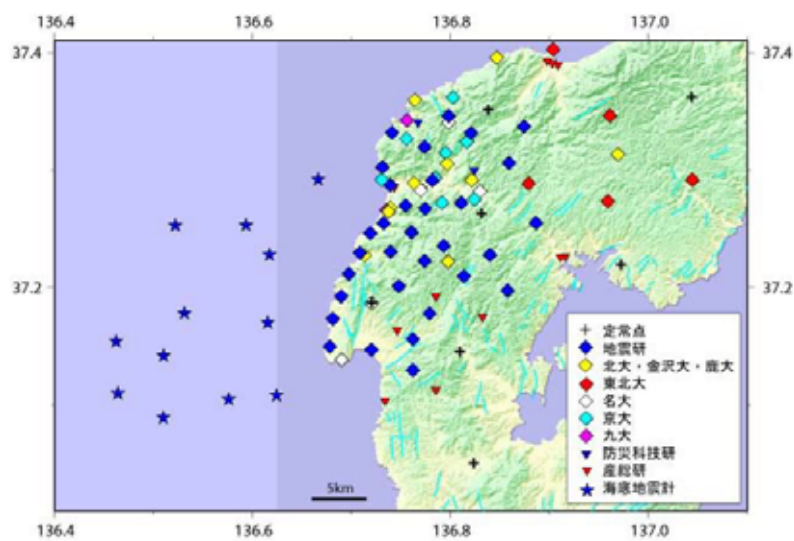 136.4 136.6 136.8 137.0
37.4 37.4
37.2 37.2
定常点
地震研
北大・金沢大・鹿大
東北大
名大
京大
九大
防災科技研
産総研
海底地震計
5km
136.4 136.6 136.8 137.0